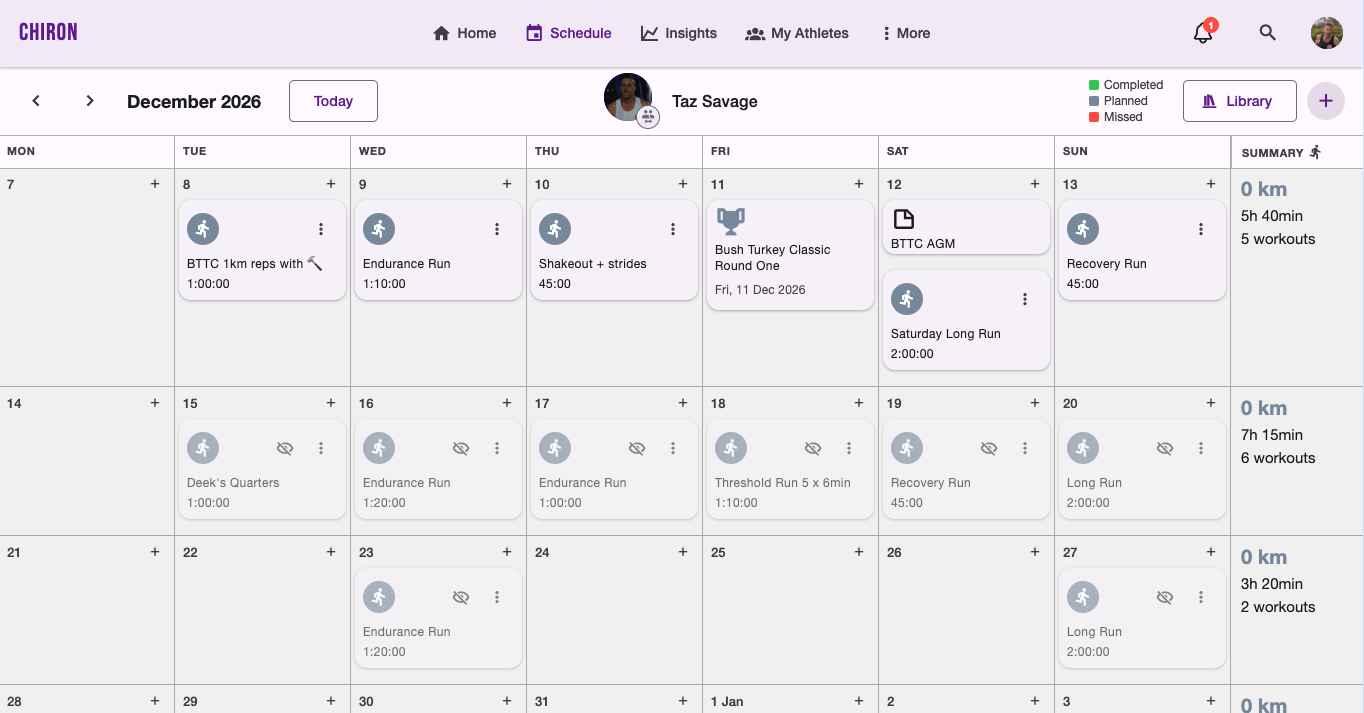 CHIRON
Home
Schedule
Insights
My Athletes
More
1
December 2026
Today
Taz Savage
Completed
Planned
Missed
Library
MON
TUE
WED
THU
FRI
SAT
SUN
SUMMARY
7
8
BTTC 1km reps with 🔨
1:00:00
9
Endurance Run
1:10:00
10
Shakeout + strides
45:00
11
Bush Turkey Classic
Round One
Fri, 11 Dec 2026
12
BTTC AGM
Saturday Long Run
2:00:00
13
Recovery Run
45:00
0 km
5h 40min
5 workouts
14
15
Deek's Quarters
1:00:00
16
Endurance Run
1:20:00
17
Endurance Run
1:00:00
18
Threshold Run 5 x 6min
1:10:00
19
Recovery Run
45:00
20
Long Run
2:00:00
0 km
7h 15min
6 workouts
21
22
23
Endurance Run
1:20:00
24
25
26
27
Long Run
2:00:00
0 km
3h 20min
2 workouts
28
29
30
31
1 Jan
2
3
0 km